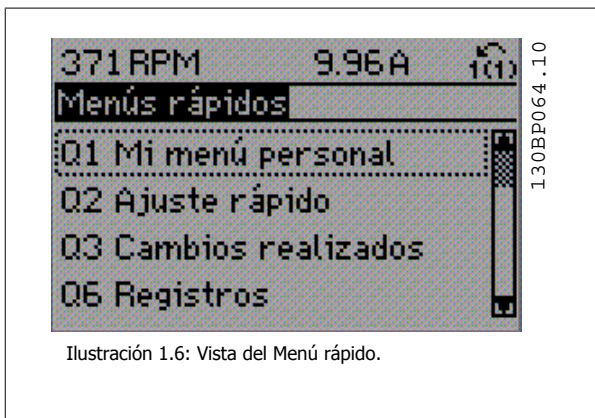 371 RPM 9.96 A 1(1)
Menús rápidos
Q1 Mi menú personal
Q2 Ajuste rápido
Q3 Cambios realizados
Q6 Registros
130BP064.10
Ilustración 1.6: Vista del Menú rápido.